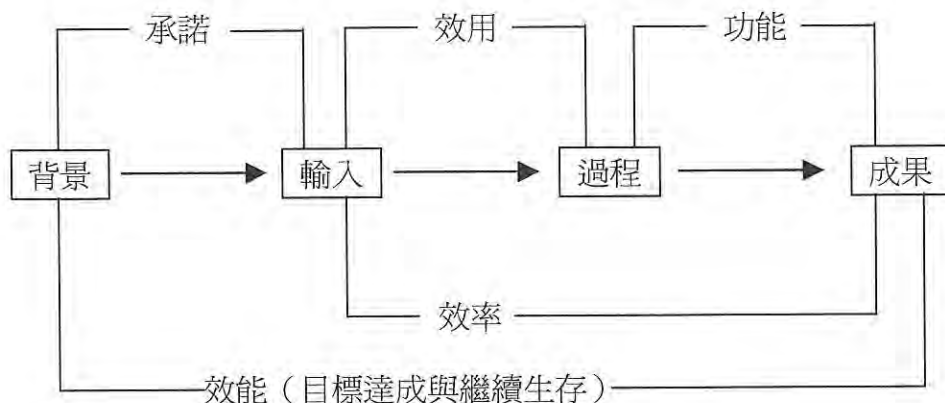 承諾 效用 功能
背景 輸入 過程 成果
效率
效能（目標達成與繼續生存）